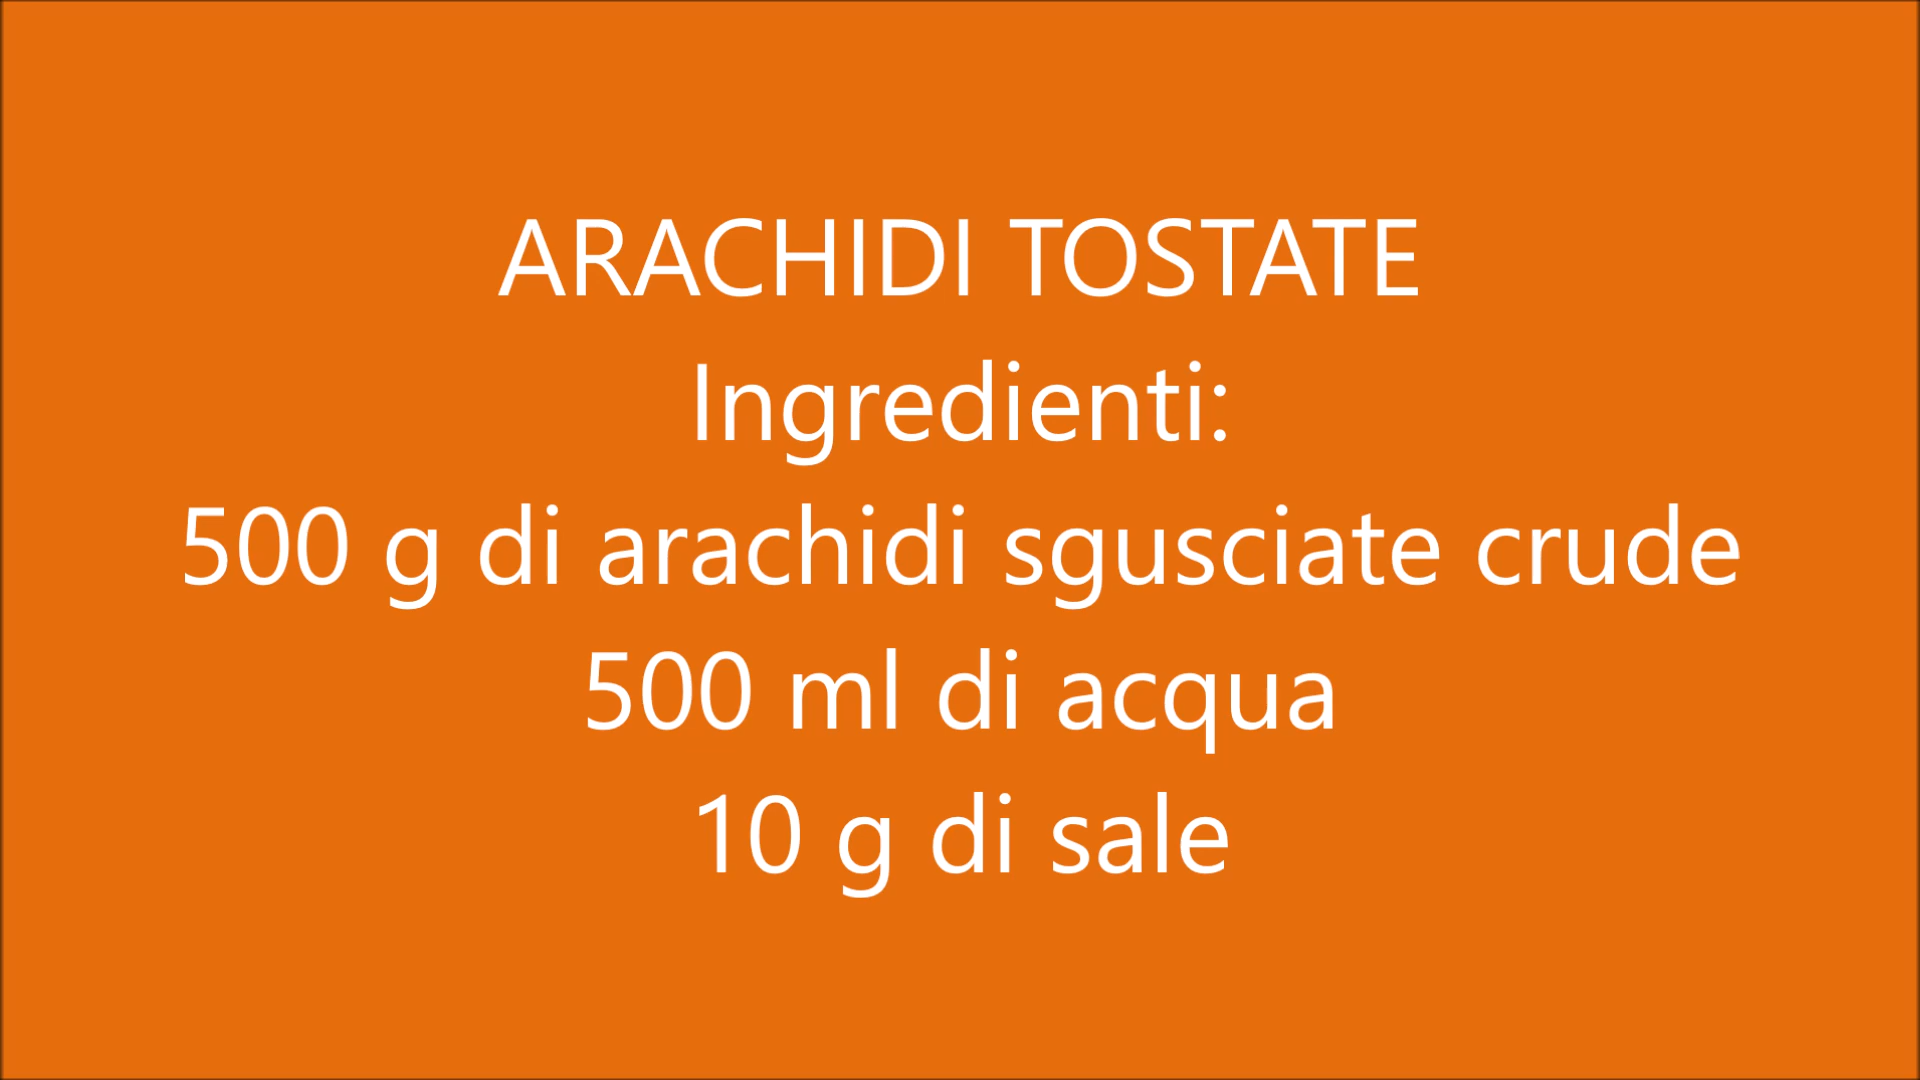 ARACHIDI TOSTATE
Ingredienti:
500 g di arachidi sgusciate crude
500 ml di acqua
10 g di sale